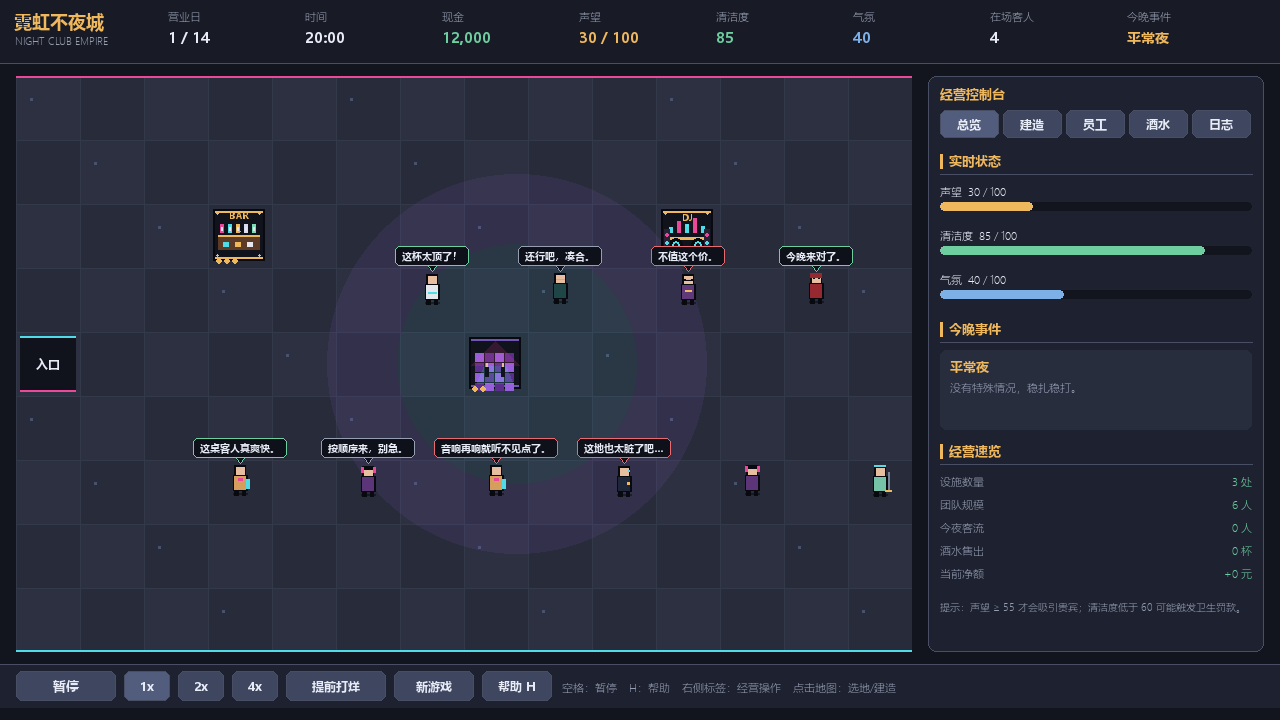 霓虹不夜城
NIGHT CLUB EMPIRE
营业日
1 / 14
时间
20:00
现金
12,000
声望
30 / 100
清洁度
85
气氛
40
在场客人
4
今晚事件
平常夜
BAR
DJ
这杯太顶了！
还行吧，凑合。
不值这个价。
今晚来对了。
入口
这桌客人真爽快。
按顺序来，别急。
音响再响就听不见点了。
这地也太脏了吧…
经营控制台
总览
建造
员工
酒水
日志
实时状态
声望 30 / 100
清洁度 85 / 100
气氛 40 / 100
今晚事件
平常夜
没有特殊情况，稳扎稳打。
经营速览
设施数量 3 处
团队规模 6 人
今夜客流 0 人
酒水售出 0 杯
当前净额 +0 元
提示：声望 ≥ 55 才会吸引贵宾；清洁度低于 60 可能触发卫生罚款。
暂停
1x
2x
4x
提前打烊
新游戏
帮助 H
空格：暂停 H：帮助 右侧标签：经营操作 点击地图：选地/建造